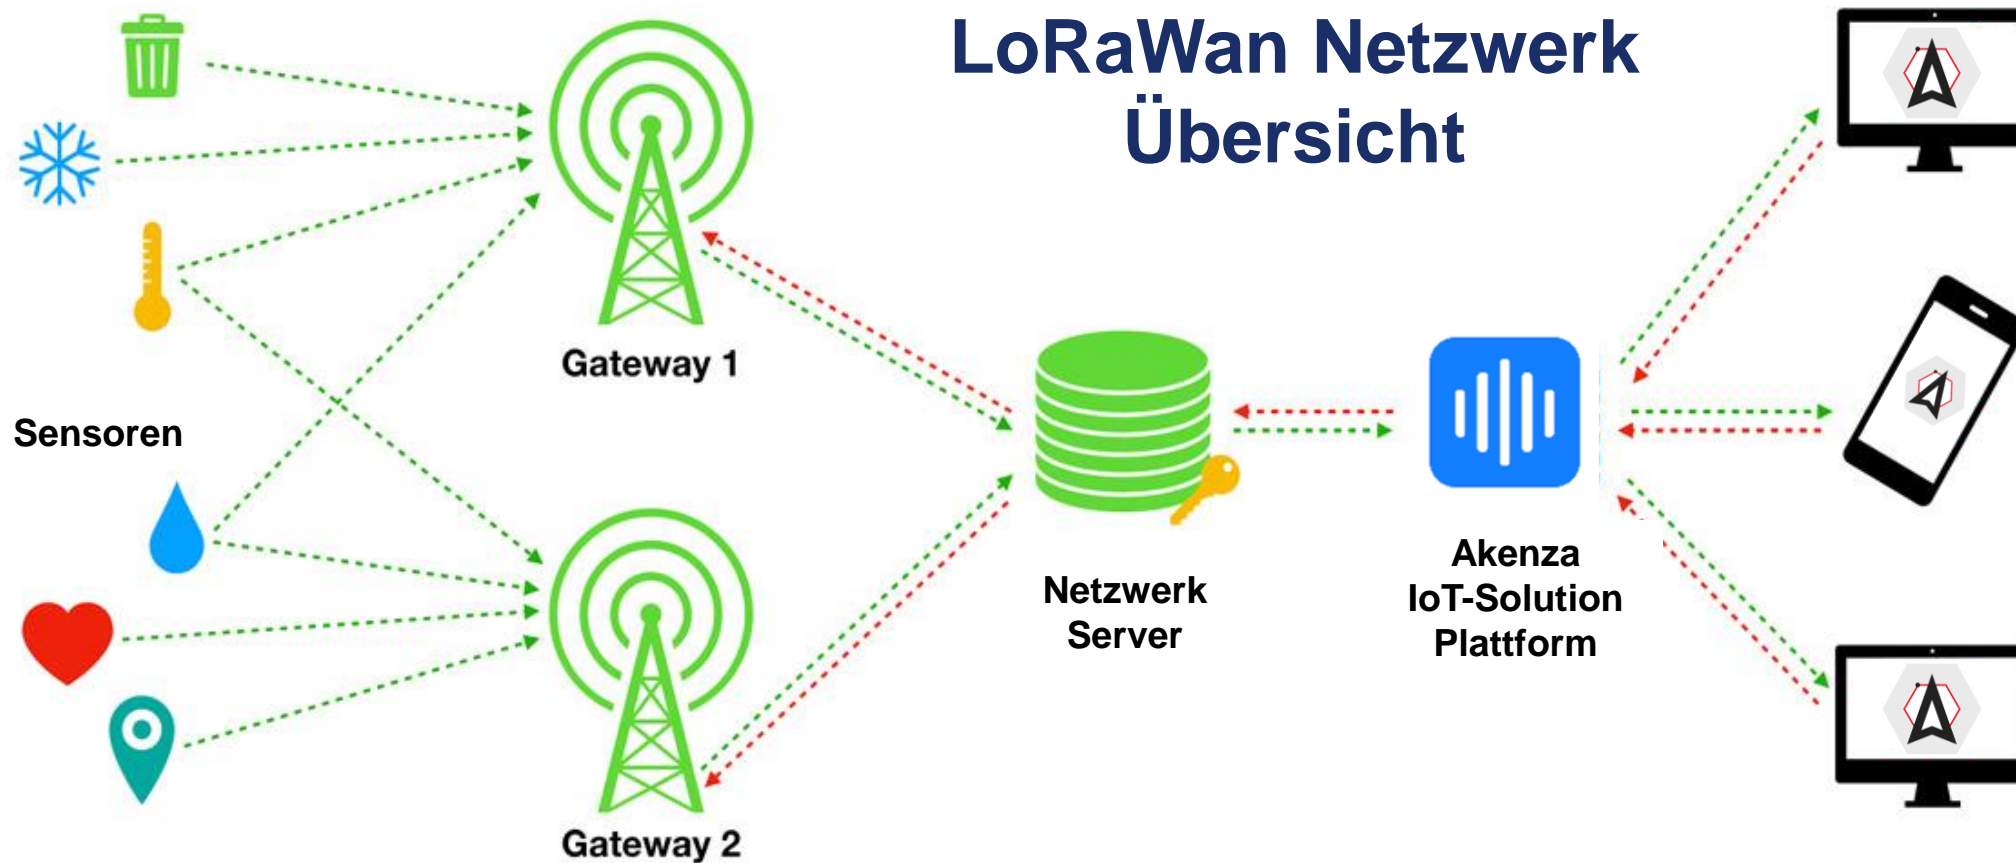 LoRaWan Netzwerk
Übersicht
Gateway 1
Sensoren
Netzwerk
Server
Akenza
IoT-Solution
Plattform
Gateway 2